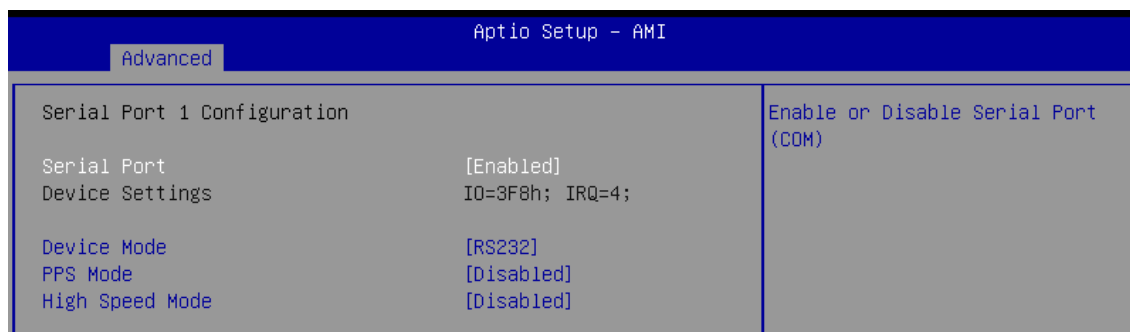 Aptio Setup – AMI
Advanced
Serial Port 1 Configuration
Serial Port [Enabled]
Device Settings IO=3F8h; IRQ=4;
Device Mode [RS232]
PPS Mode [Disabled]
High Speed Mode [Disabled]
Enable or Disable Serial Port
(COM)